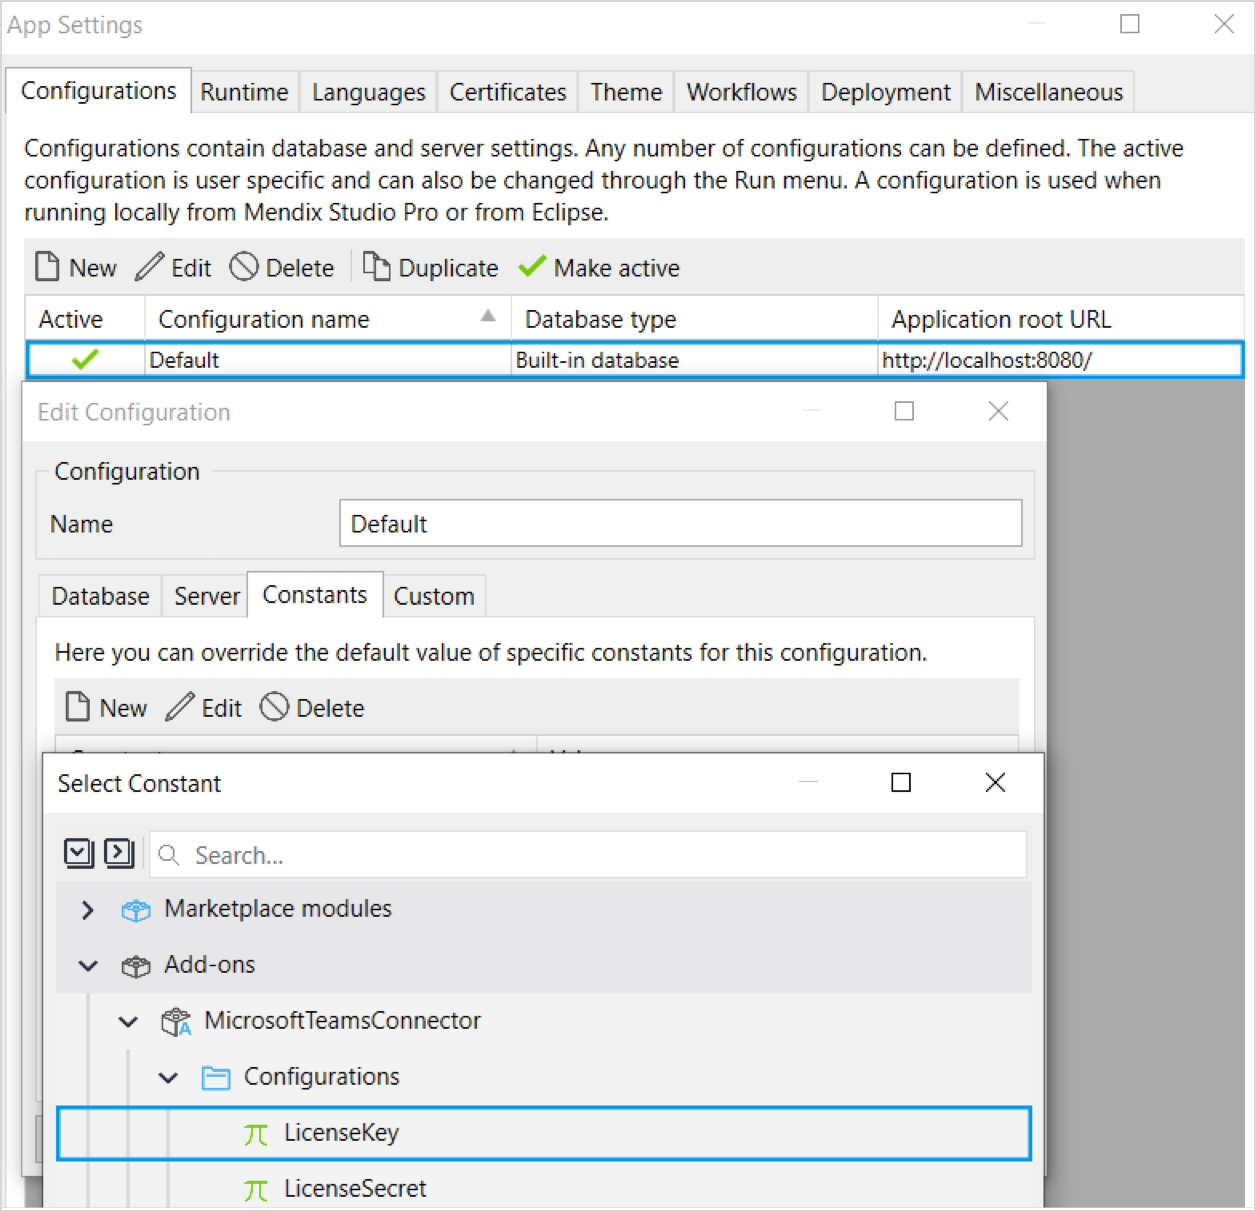 App Settings
Configurations Runtime Languages Certificates Theme Workflows Deployment Miscellaneous
Configurations contain database and server settings. Any number of configurations can be defined. The active
configuration is user specific and can also be changed through the Run menu. A configuration is used when
running locally from Mendix Studio Pro or from Eclipse.
New Edit Delete Duplicate Make active
Active Configuration name Database type Application root URL
Default Built-in database http://localhost:8080/
Edit Configuration
Configuration
Name Default
Database Server Constants Custom
Here you can override the default value of specific constants for this configuration.
New Edit Delete
Select Constant
Search...
Marketplace modules
Add-ons
MicrosoftTeamsConnector
Configurations
LicenseKey
LicenseSecret